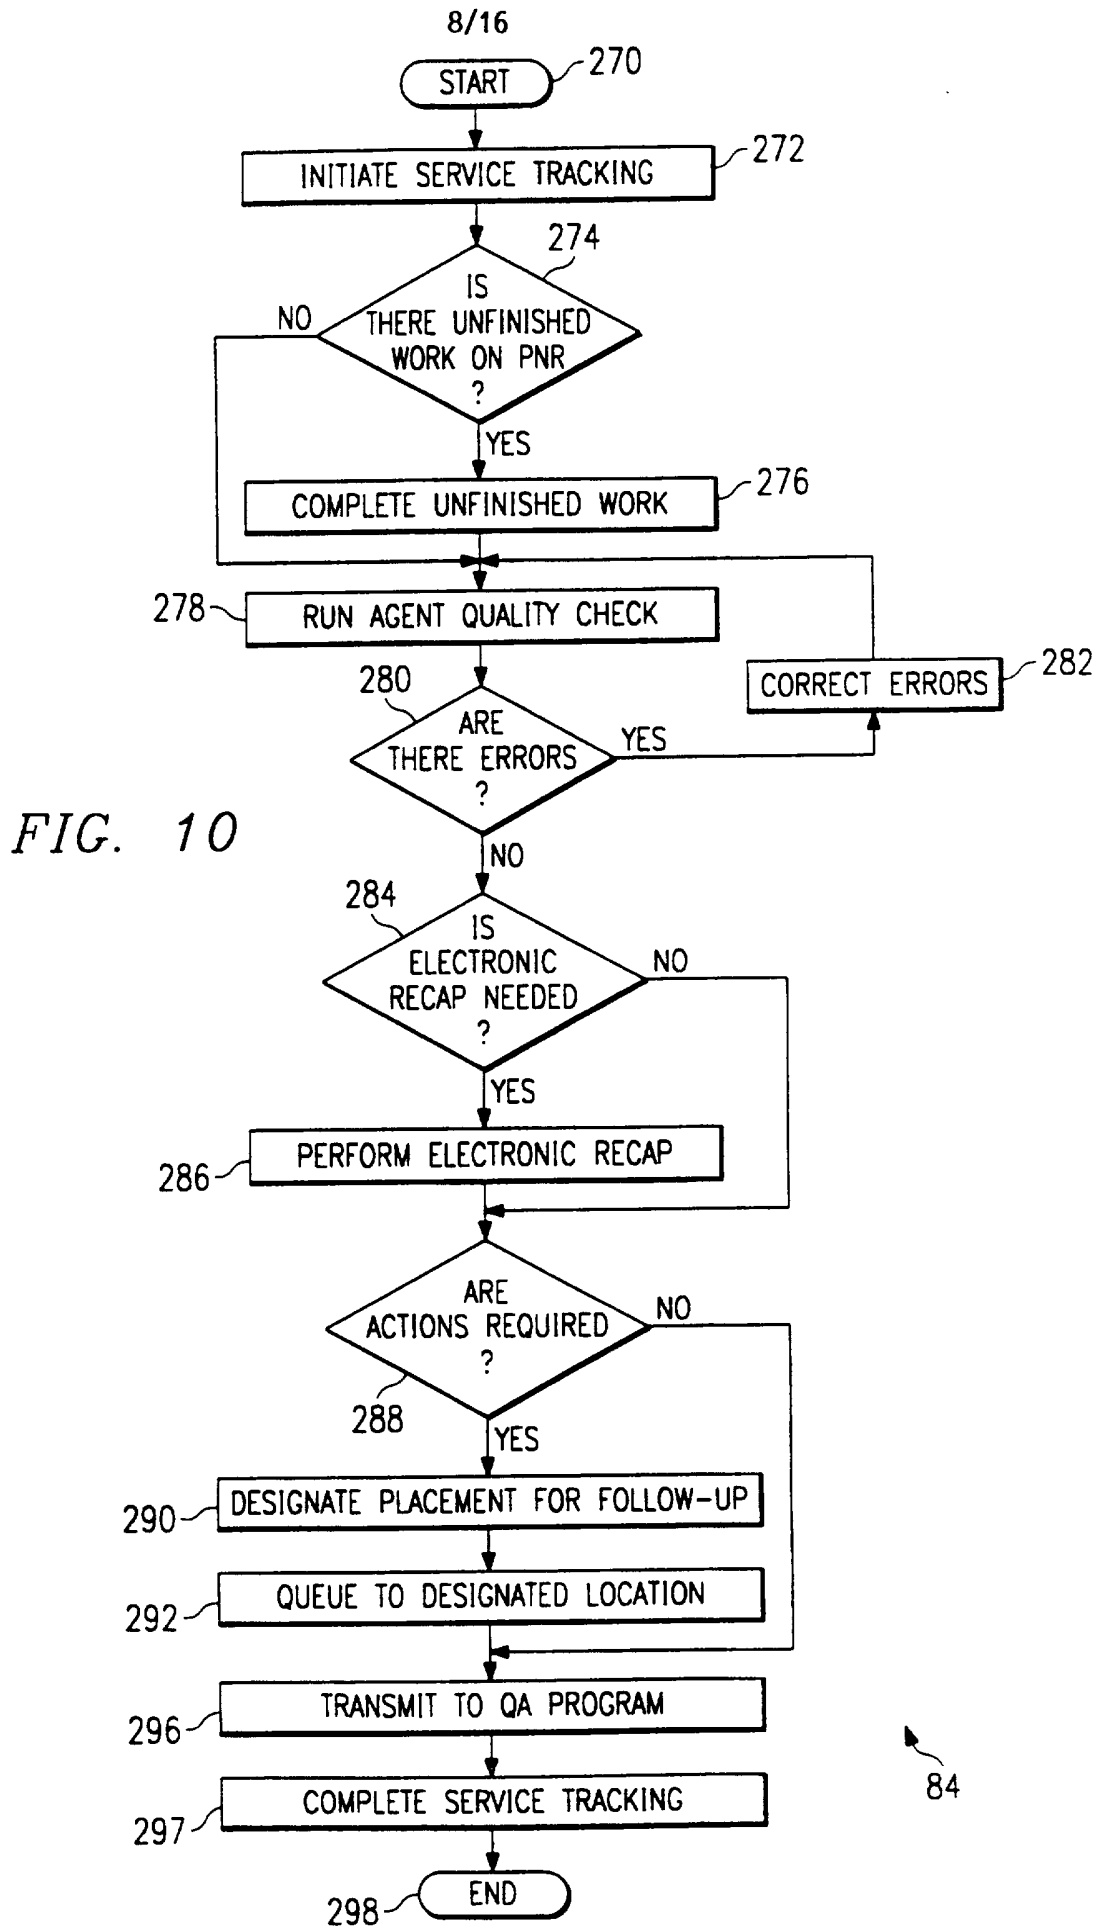 8/16
START
270
INITIATE SERVICE TRACKING
272
274
IS
THERE UNFINISHED
WORK ON PNR
?
NO
YES
COMPLETE UNFINISHED WORK
276
278
RUN AGENT QUALITY CHECK
CORRECT ERRORS
282
280
ARE
THERE ERRORS
?
YES
NO
FIG. 10
284
IS
ELECTRONIC
RECAP NEEDED
?
NO
YES
PERFORM ELECTRONIC RECAP
286
ARE
ACTIONS REQUIRED
?
NO
288
YES
DESIGNATE PLACEMENT FOR FOLLOW-UP
290
QUEUE TO DESIGNATED LOCATION
292
TRANSMIT TO QA PROGRAM
296
COMPLETE SERVICE TRACKING
297
84
END
298